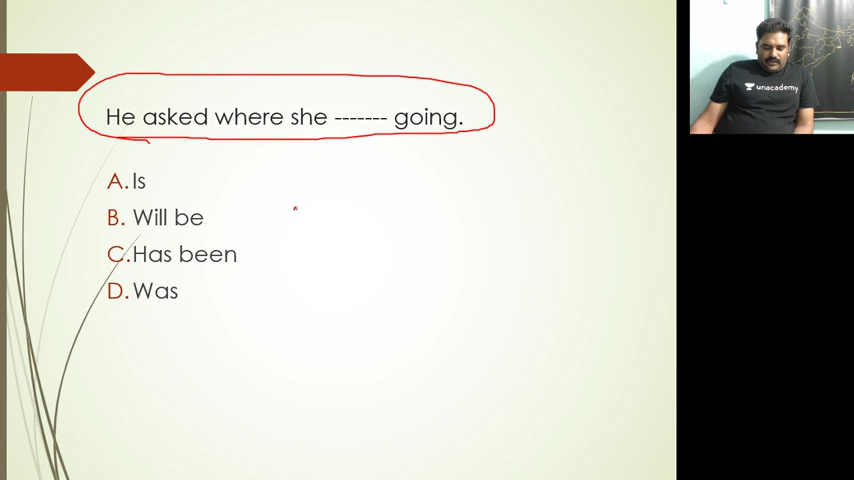 He asked where she ------- going.
A. Is
B. Will be
C. Has been
D. Was
unacademy